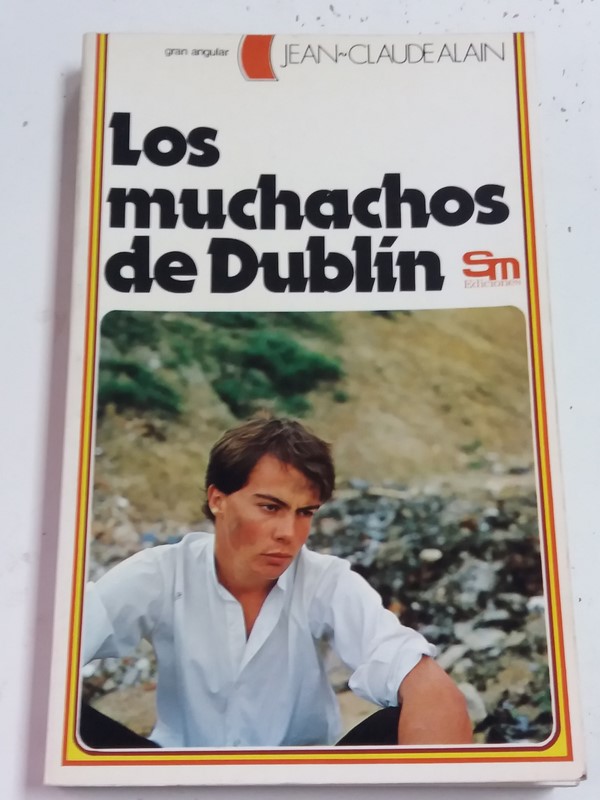 gran angular
JEAN~CLAUDE ALAIN
Los
muchachos
de Dublín
Sm
Ediciones